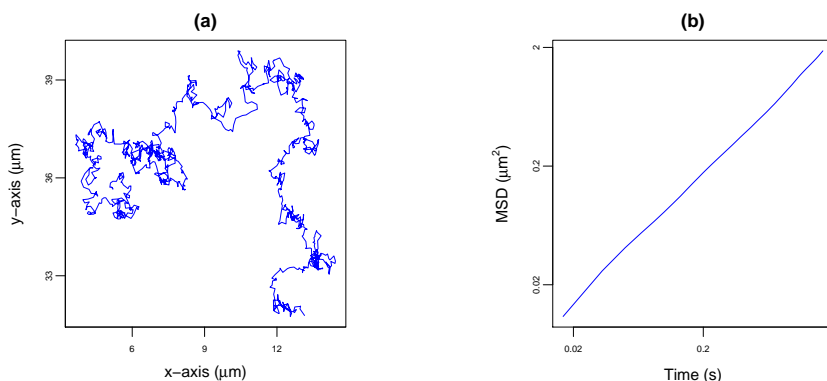 (a)
39
36
33
y−axis (μm)
6 9 12
x−axis (μm)
(b)
2
0.2
0.02
MSD (μm²)
0.02 0.2
Time (s)